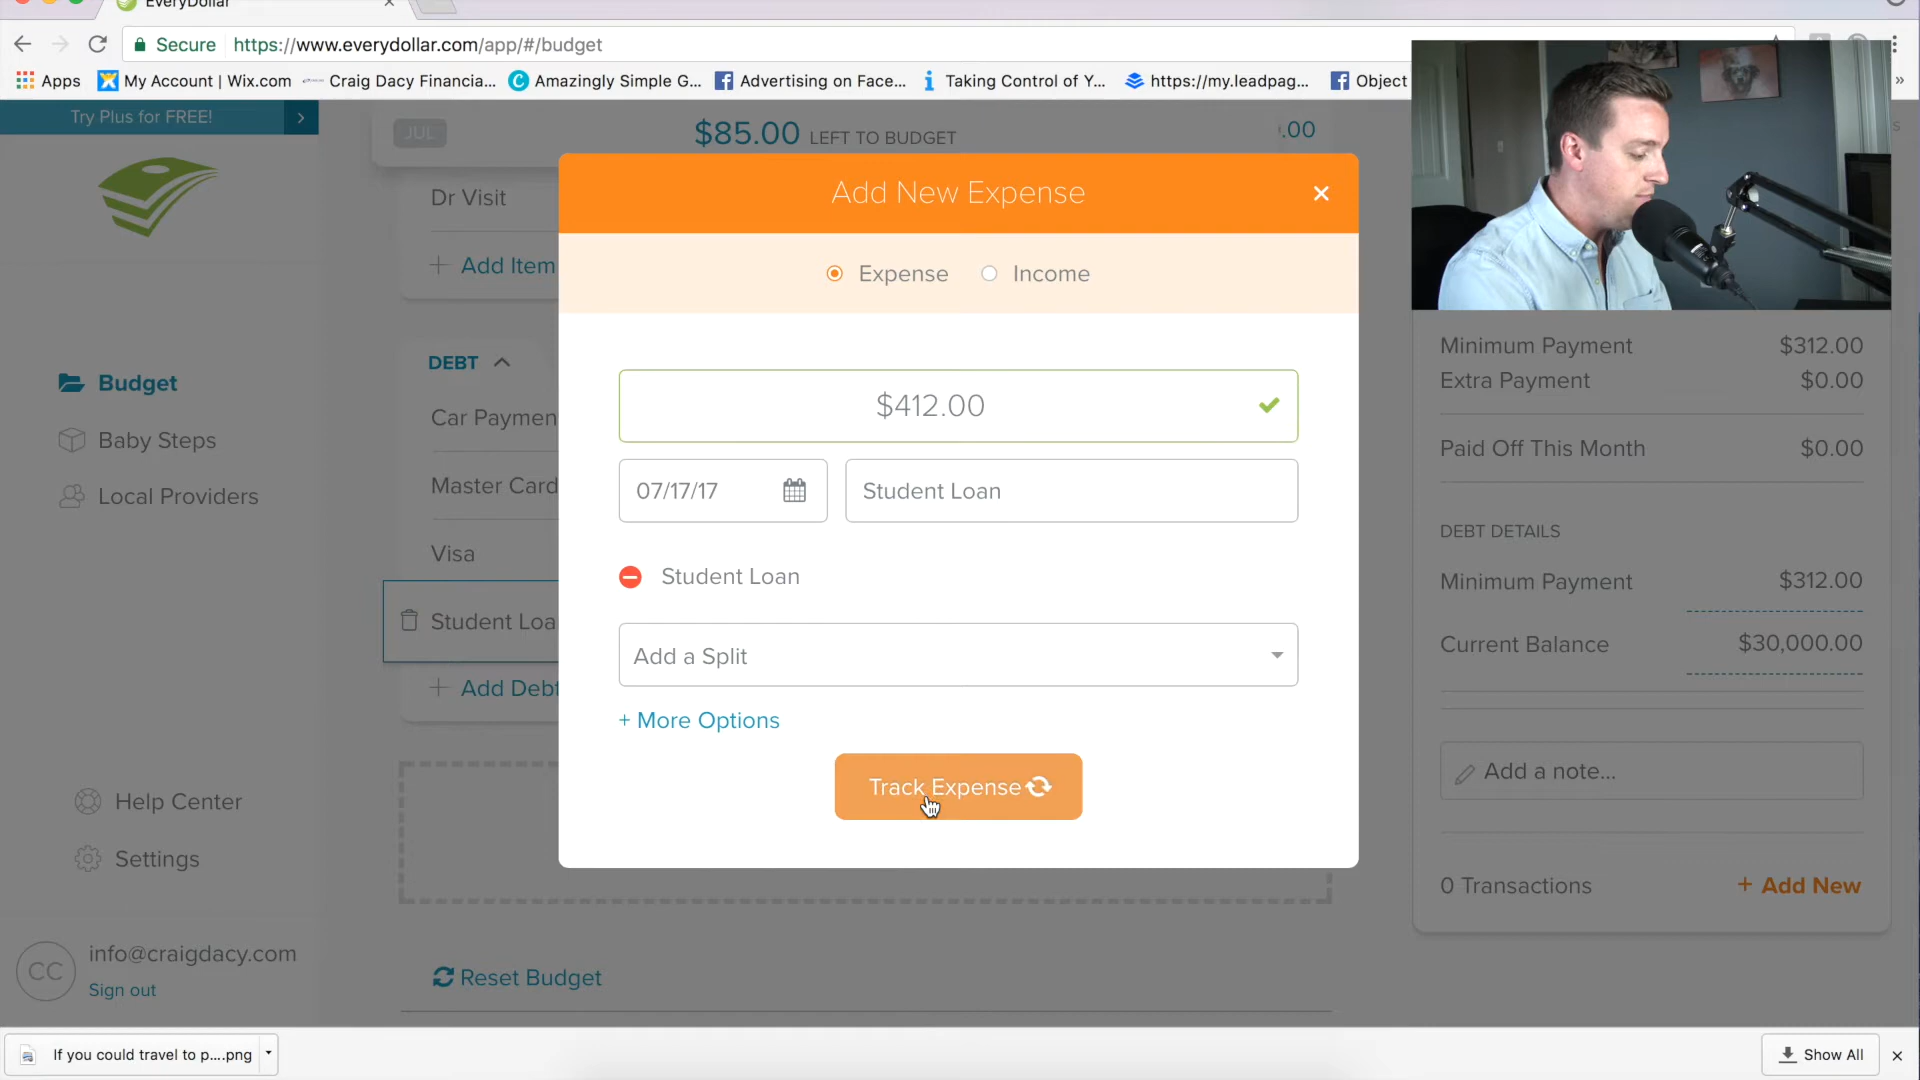 EveryDollar
Secure https://www.everydollar.com/app/#/budget
Apps My Account | Wix.com Craig Dacy Financia... Amazingly Simple G... Advertising on Face... Taking Control of Y... https://my.leadpag... Object »
Try Plus for FREE!
JUL
$85.00 LEFT TO BUDGET
.00
Dr Visit
+ Add Item
DEBT
Car Paymen
Master Card
Visa
Student Loa
+ Add Debt
Budget
Baby Steps
Local Providers
Help Center
Settings
CC
info@craigdacy.com
Sign out
Reset Budget
Add New Expense
Expense Income
$412.00
07/17/17 Student Loan
Student Loan
Add a Split
+ More Options
Track Expense
Minimum Payment $312.00
Extra Payment $0.00
Paid Off This Month $0.00
DEBT DETAILS
Minimum Payment $312.00
Current Balance $30,000.00
Add a note...
0 Transactions + Add New
If you could travel to p....png
Show All